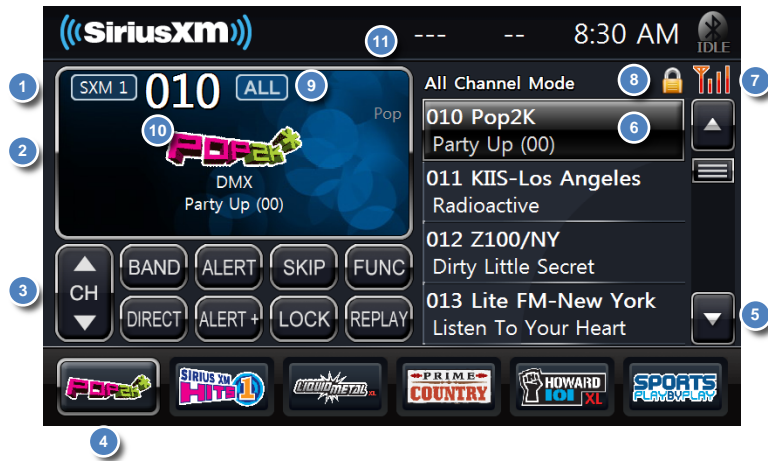 ((SiriusXM))
11 --- -- 8:30 AM IDLE
1 SXM 1 010 ALL 9
All Channel Mode 8 7
Pop
10 POP2K
2
DMX
Party Up (00)
010 Pop2K 6
Party Up (00)
011 KIIS-Los Angeles
Radioactive
012 Z100/NY
Dirty Little Secret
013 Lite FM-New York
Listen To Your Heart
5
3 CH
BAND ALERT SKIP FUNC
DIRECT ALERT + LOCK REPLAY
POP2K
SIRIUS XM
HITS 1
LIQUID METAL XL
PRIME
COUNTRY
HOWARD
101 XL
SPORTS
PLAY BY PLAY
4